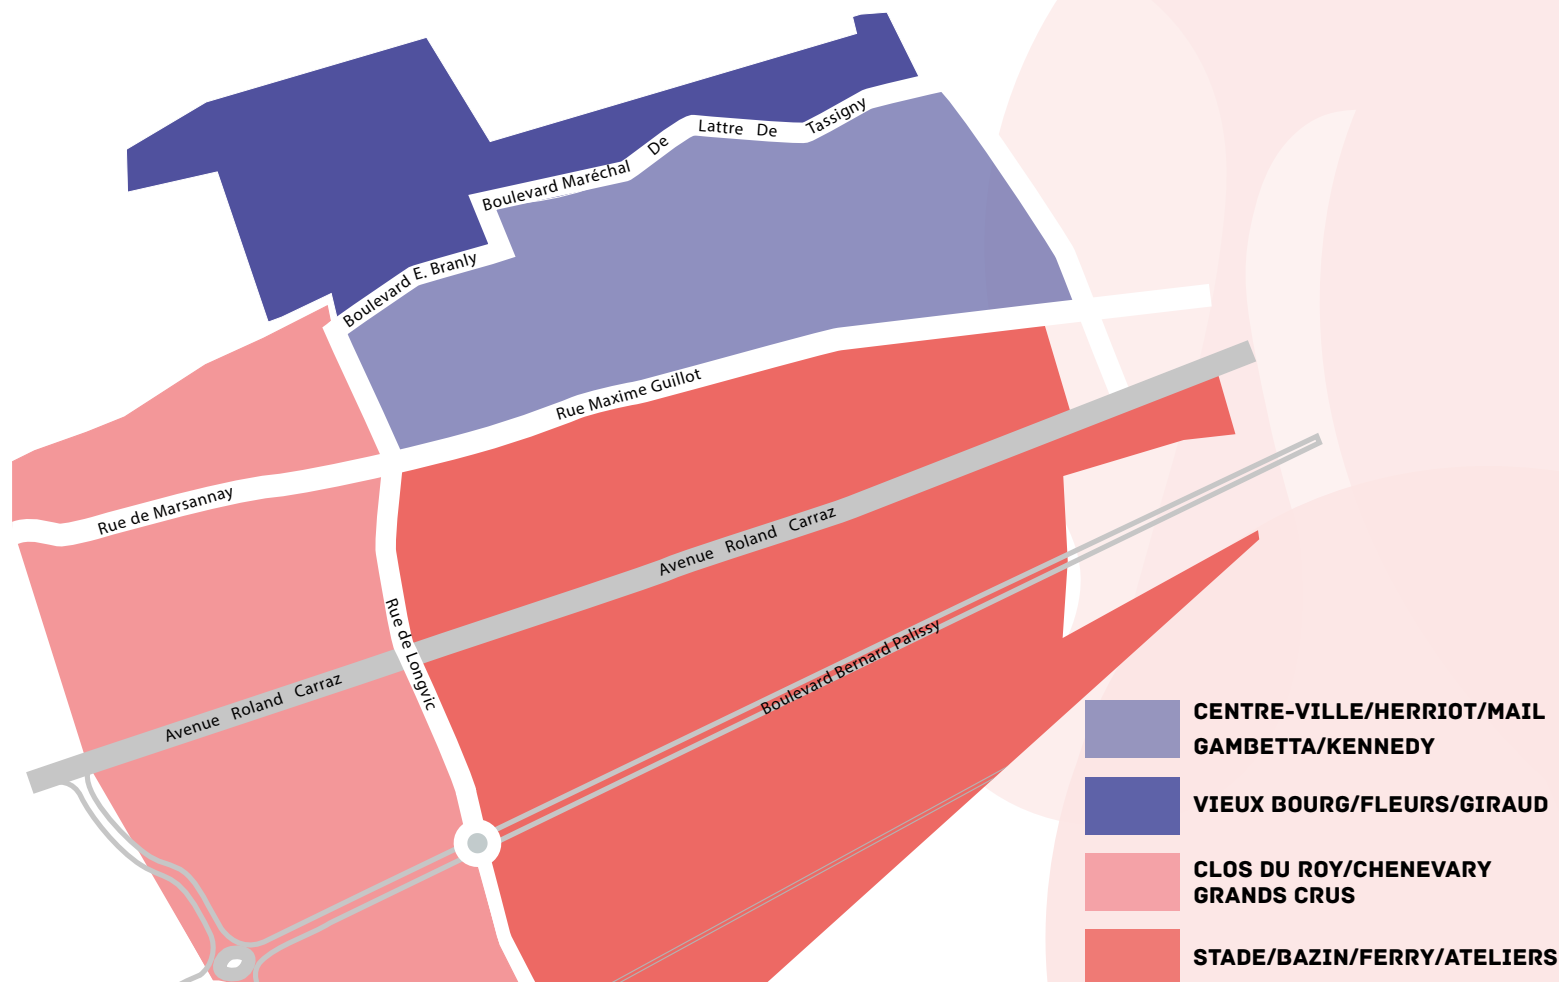 Boulevard Maréchal De Lattre De Tassigny
Boulevard E. Branly
Rue Maxime Guillot
Rue de Marsannay
Avenue Roland Carraz
Rue de Longvic
Boulevard Bernard Palissy
Avenue Roland Carraz
CENTRE-VILLE/HERRIOT/MAIL
GAMBETTA/KENNEDY
VIEUX BOURG/FLEURS/GIRAUD
CLOS DU ROY/CHENEVARY
GRANDS CRUS
STADE/BAZIN/FERRY/ATELIERS